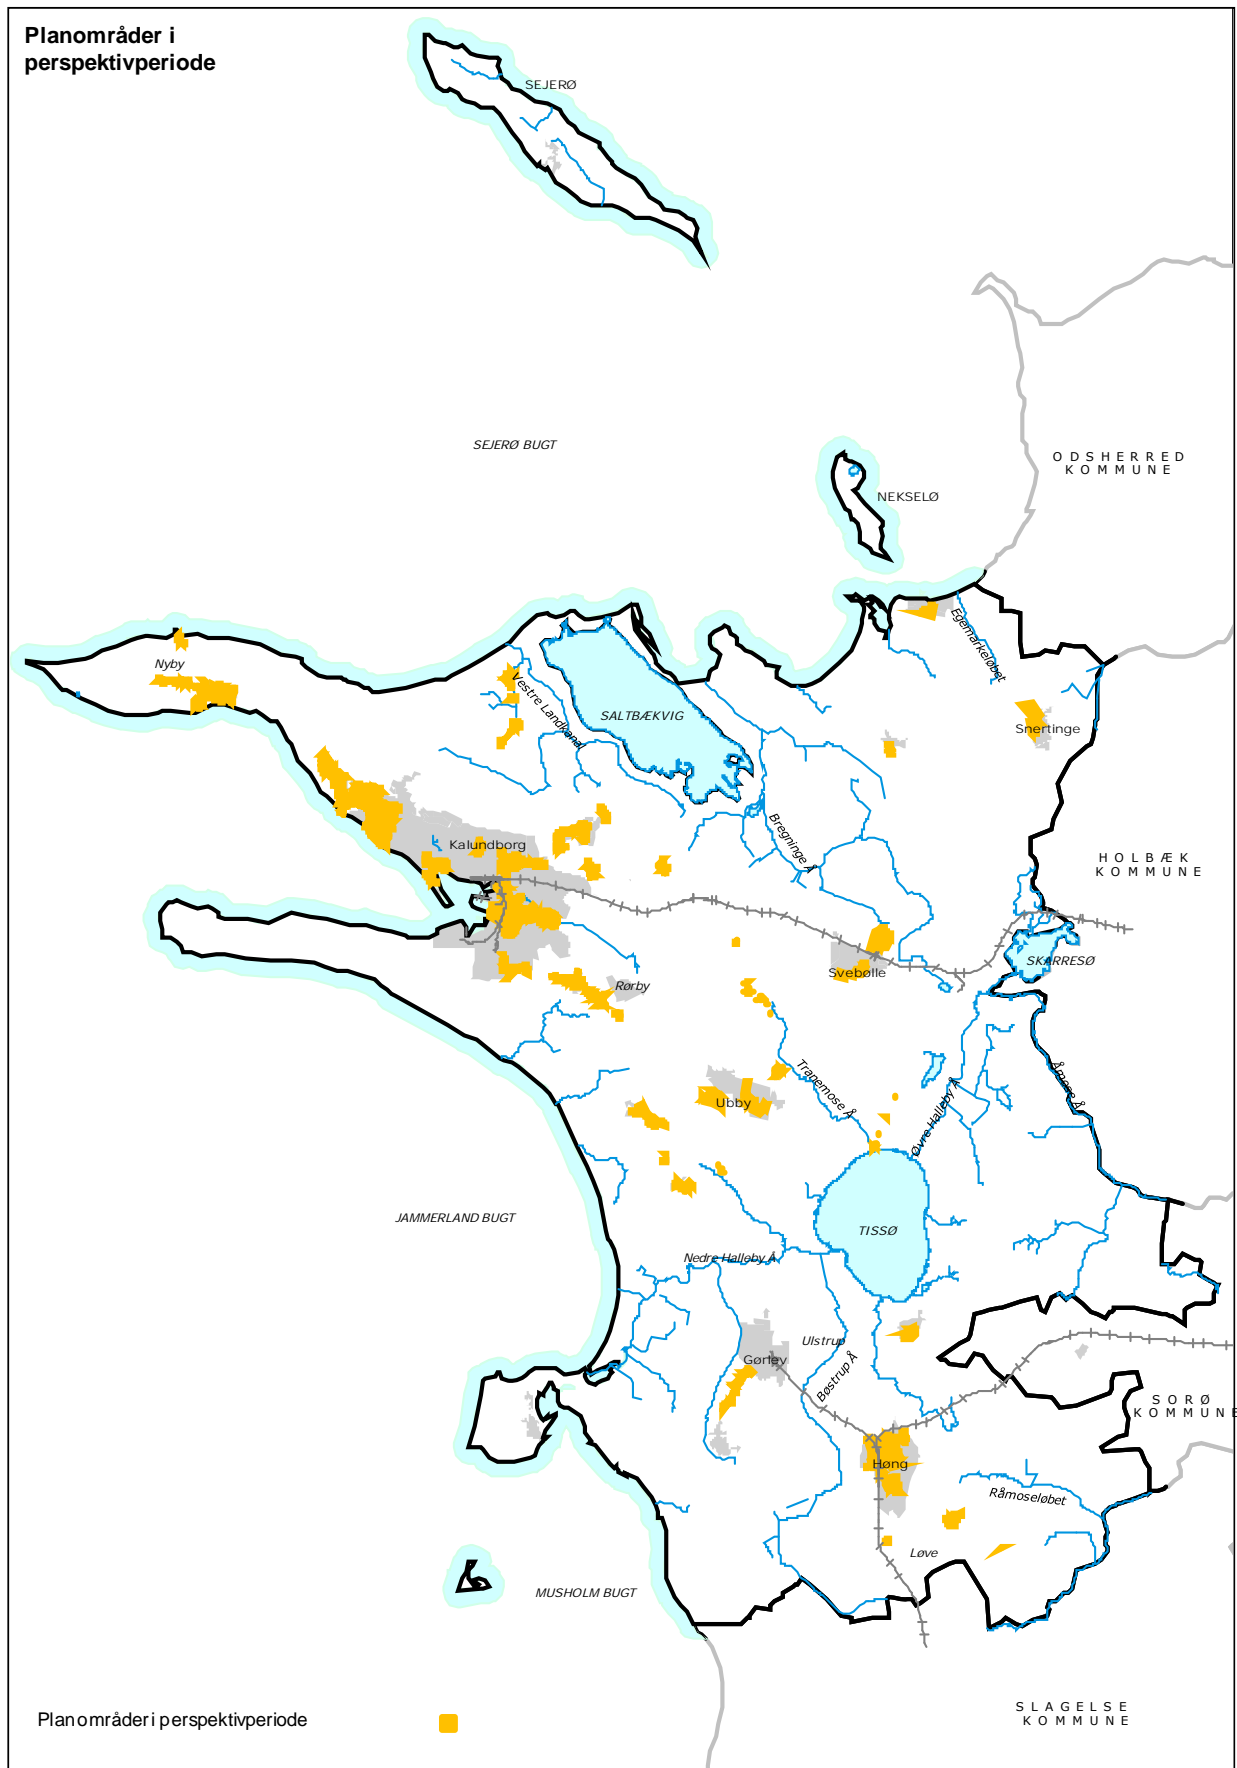 Planområder i
perspektivperiode
SEJERØ
SEJERØ BUGT
ODSHERRED
KOMMUNE
NEKSELØ
Egemarkeløbet
Nyby
Vestre Landkanal
SALTBÆKVIG
Snertinge
Bregninge Å
Kalundborg
HOLBÆK
KOMMUNE
SKARRESØ
Svebølle
Rørby
Tranemose Å
Øvre Halleby Å
Åmose Å
Ubby
JAMMERLAND BUGT
TISSØ
Nedre Halleby Å
Ulstrup
Gørlev
Bøstrup Å
SORØ
KOMMUNE
Høng
Råmoseløbet
Løve
MUSHOLM BUGT
SLAGELSE
KOMMUNE
Planområder i perspektivperiode